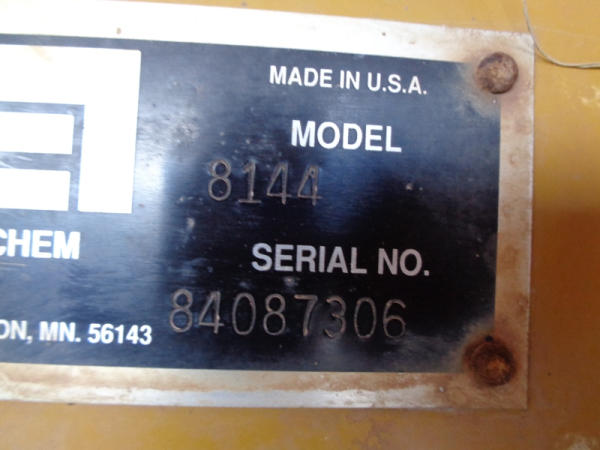 MADE IN U.S.A.
MODEL
8144
CHEM
SERIAL NO.
84087306
ON, MN. 56143